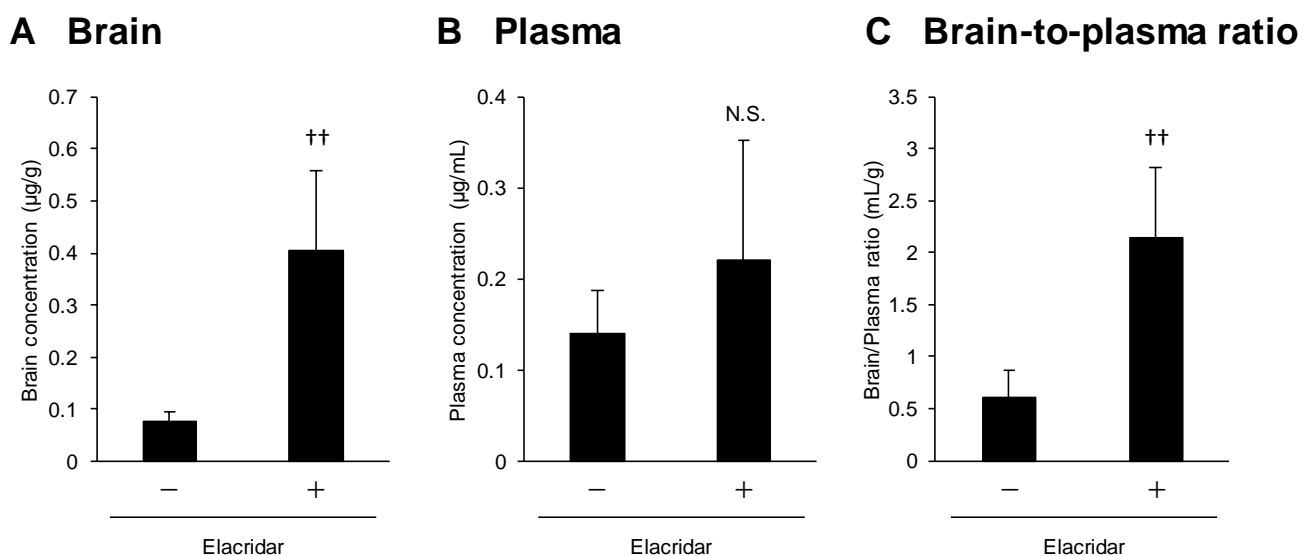 A Brain
Brain concentration (µg/g)
0.7
0.6
0.5
0.4
0.3
0.2
0.1
0
††
− +
Elacridar
B Plasma
Plasma concentration (µg/mL)
0.4
0.3
0.2
0.1
0
N.S.
− +
Elacridar
C Brain-to-plasma ratio
Brain/Plasma ratio (mL/g)
3.5
3
2.5
2
1.5
1
0.5
0
††
− +
Elacridar